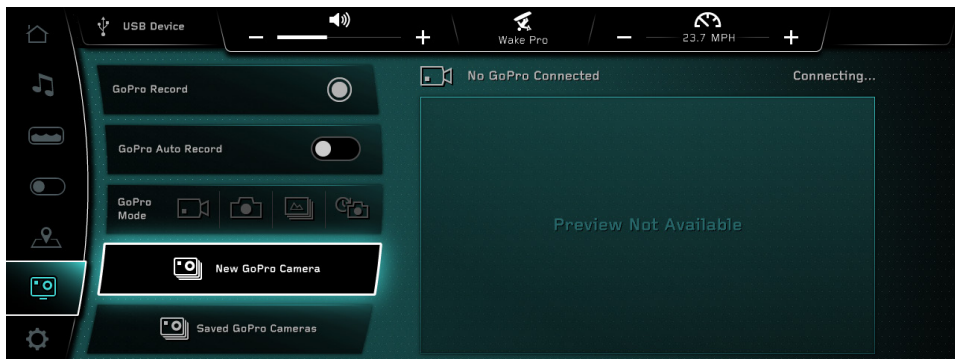 USB Device
Wake Pro
23.7 MPH
GoPro Record
No GoPro Connected
Connecting...
GoPro Auto Record
GoPro
Mode
Preview Not Available
New GoPro Camera
Saved GoPro Cameras